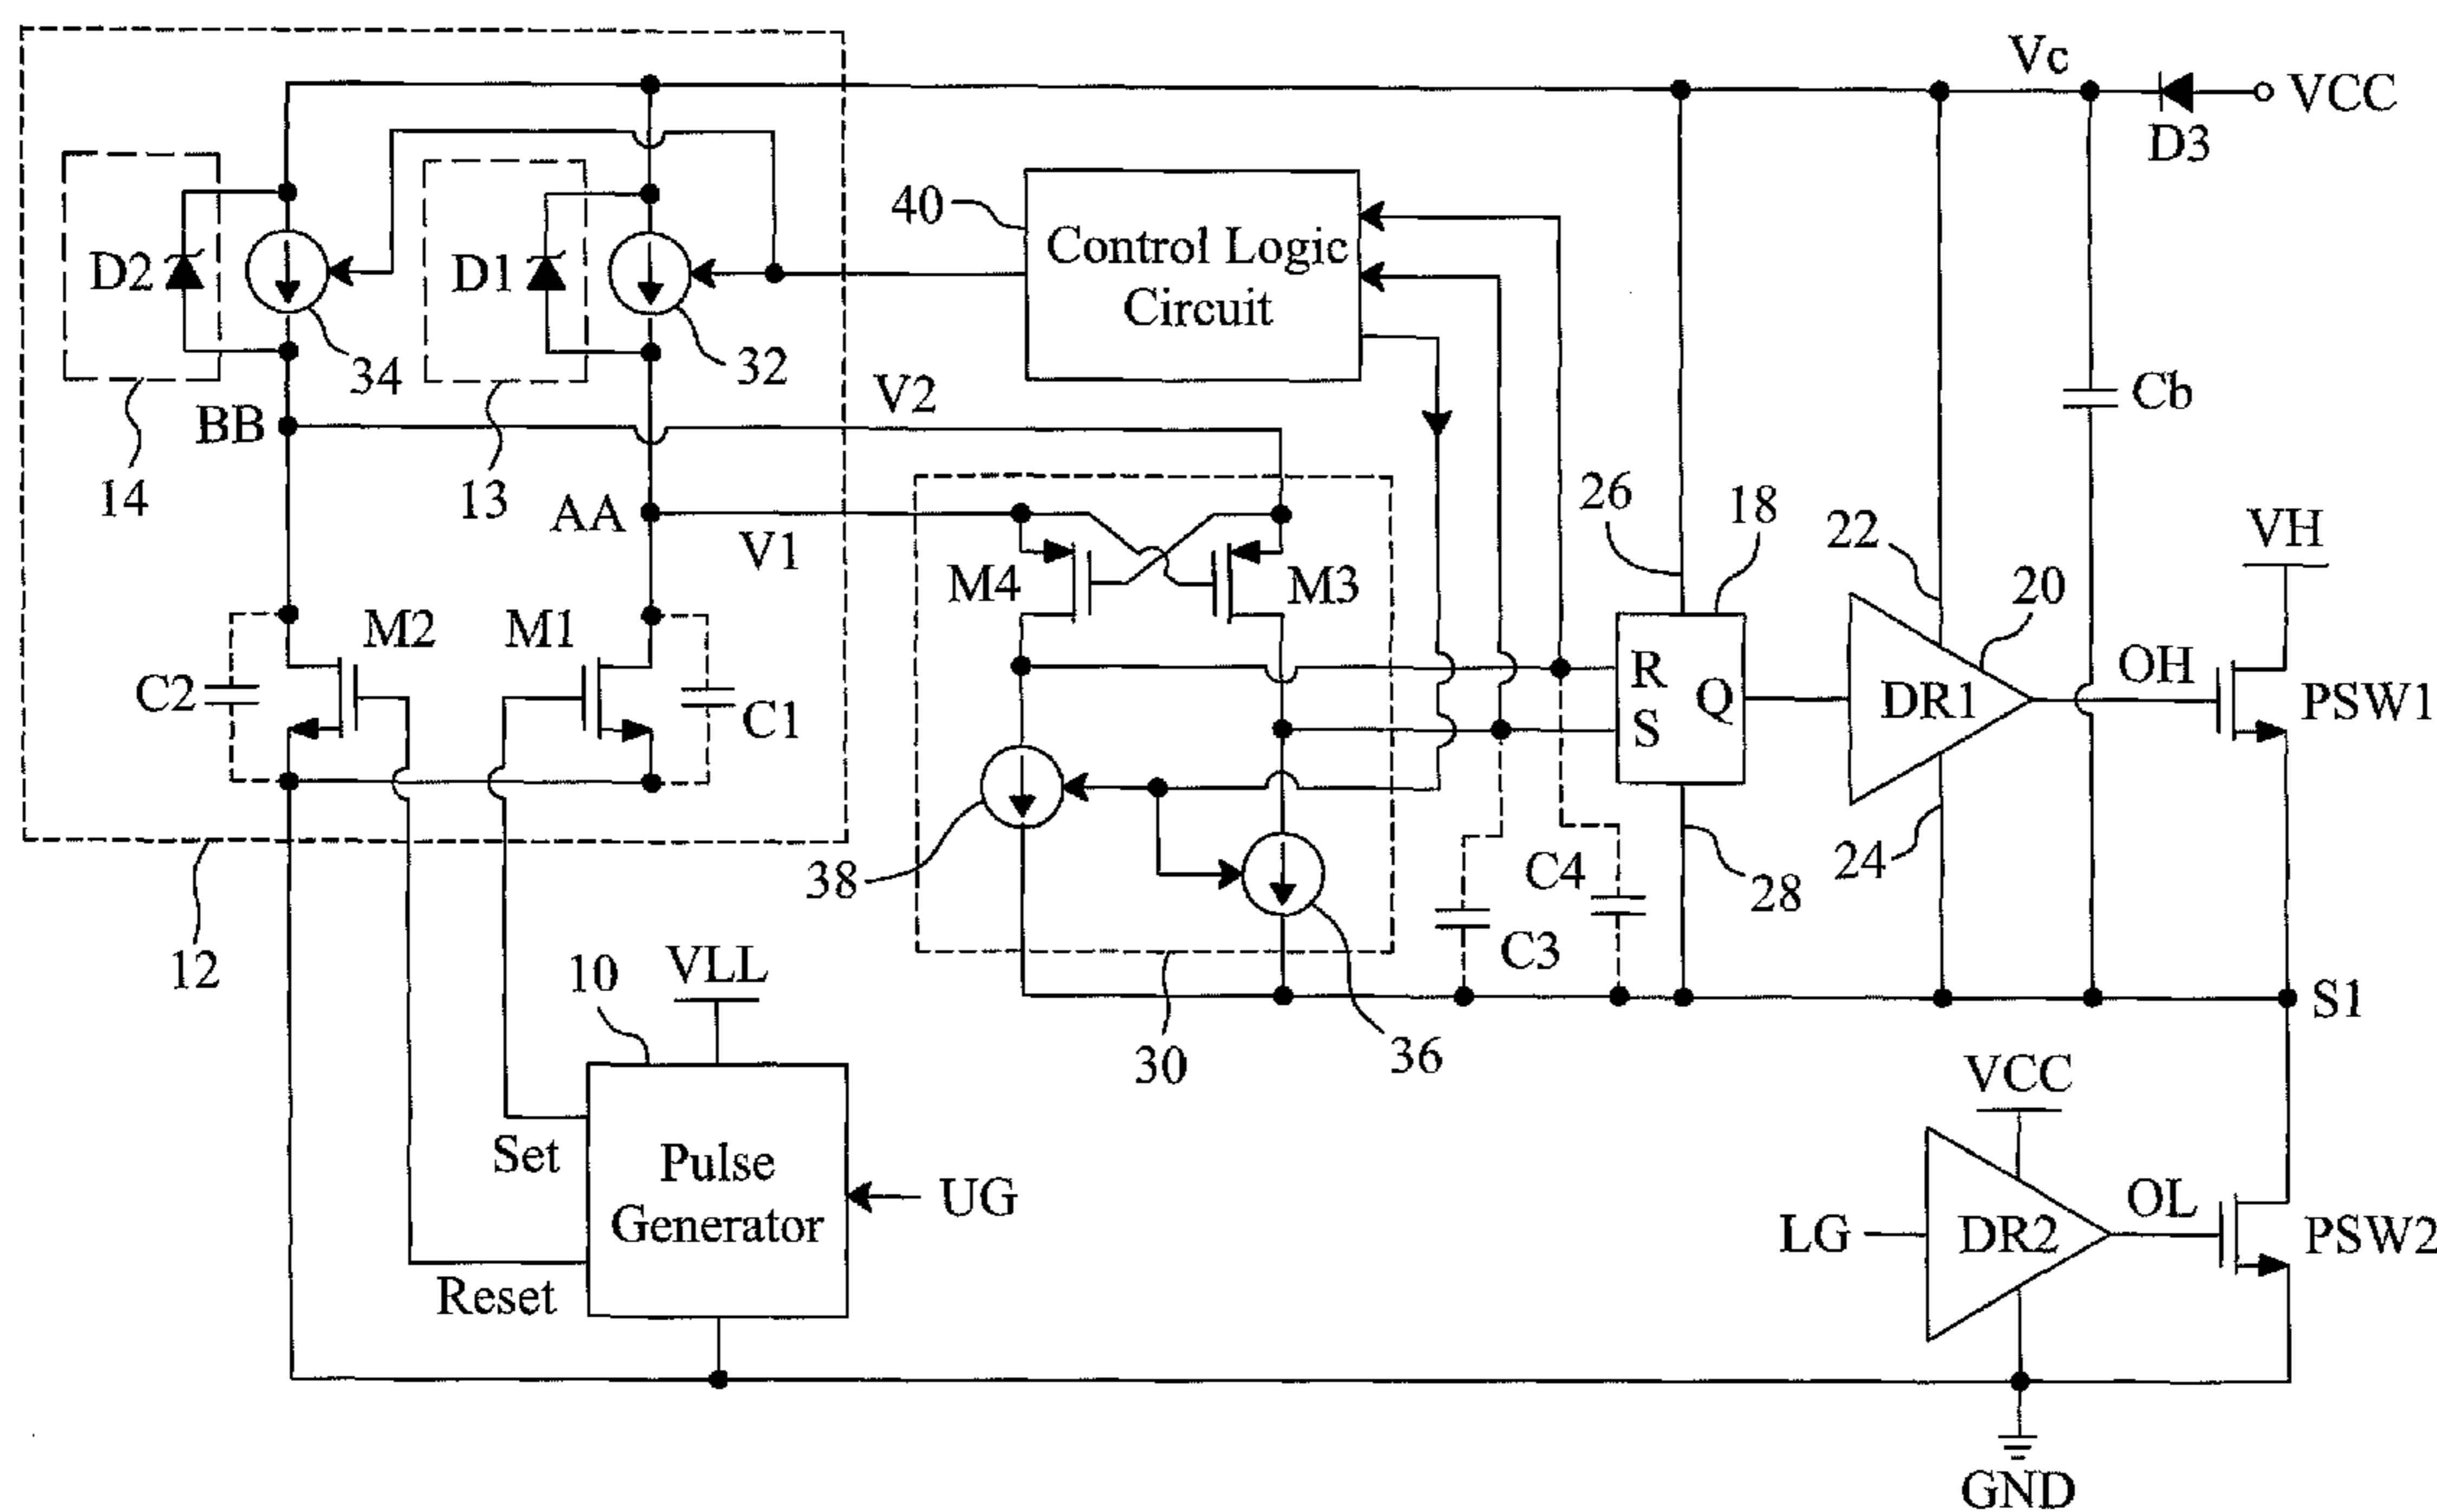 Vc
VCC
D3
40
Control Logic
Circuit
D2
D1
34
32
V2
Cb
BB
14
13
AA
V1
26
18
22
VH
M4
M3
20
M2
M1
R
S
Q
DR1
OH
PSW1
C2
C1
38
C4
28
24
C3
12
10
VLL
30
36
S1
VCC
Set
Pulse
Generator
UG
LG
DR2
OL
PSW2
Reset
GND